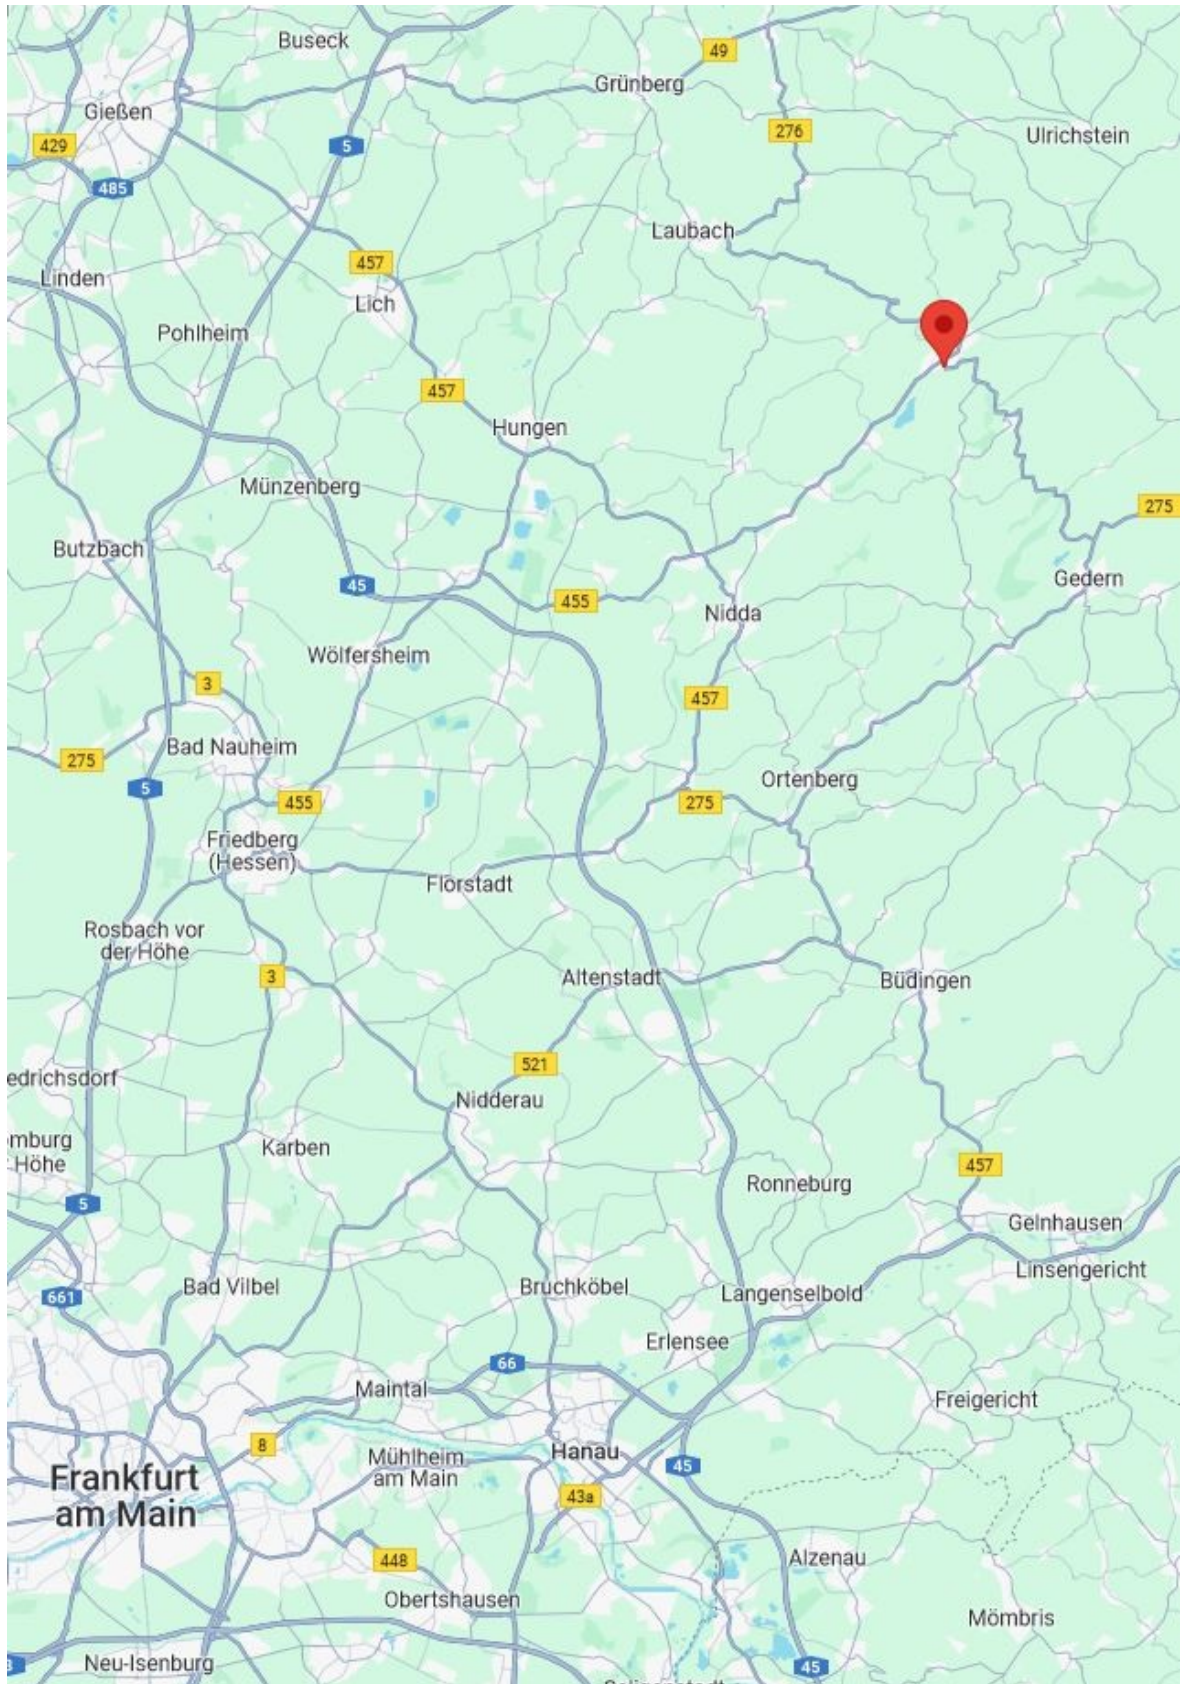 Buseck
49
Grünberg
Gießen
276
Ulrichstein
429
5
485
Laubach
457
Linden
Lich
Pohlheim
457
Hungen
Münzenberg
275
Butzbach
45
Gedern
455
Nidda
Wölfersheim
3
457
Bad Nauheim
275
Ortenberg
5
455
275
Friedberg
(Hessen)
Florstadt
Rosbach vor
der Höhe
3
Altenstadt
Büdingen
521
edrichsdorf
Nidderau
omburg
Höhe
Karben
457
Ronneburg
5
Gelnhausen
Linsengericht
Bad Vilbel
Bruchköbel
Langenselbold
661
Erlensee
66
Maintal
Freigericht
8
Hanau
Mühlheim
am Main
45
Frankfurt
am Main
43a
448
Alzenau
Obertshausen
Mömbris
Neu-Isenburg
45